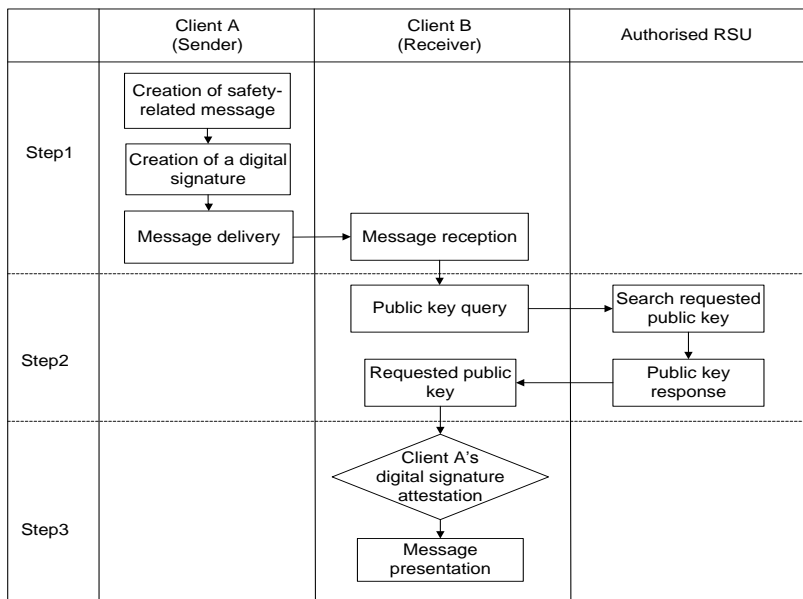 Client A
(Sender)
Client B
(Receiver)
Authorised RSU
Step1
Creation of safety-
related message
Creation of a digital
signature
Message delivery
Message reception
Step2
Public key query
Search requested
public key
Requested public
key
Public key
response
Step3
Client A's
digital signature
attestation
Message
presentation